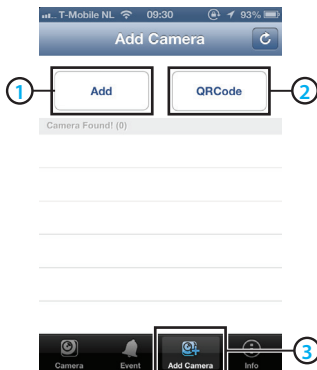 T-Mobile NL 09:30 93%
Add Camera
1 Add QRCode 2
Camera Found! (0)
Camera Event Add Camera Info 3